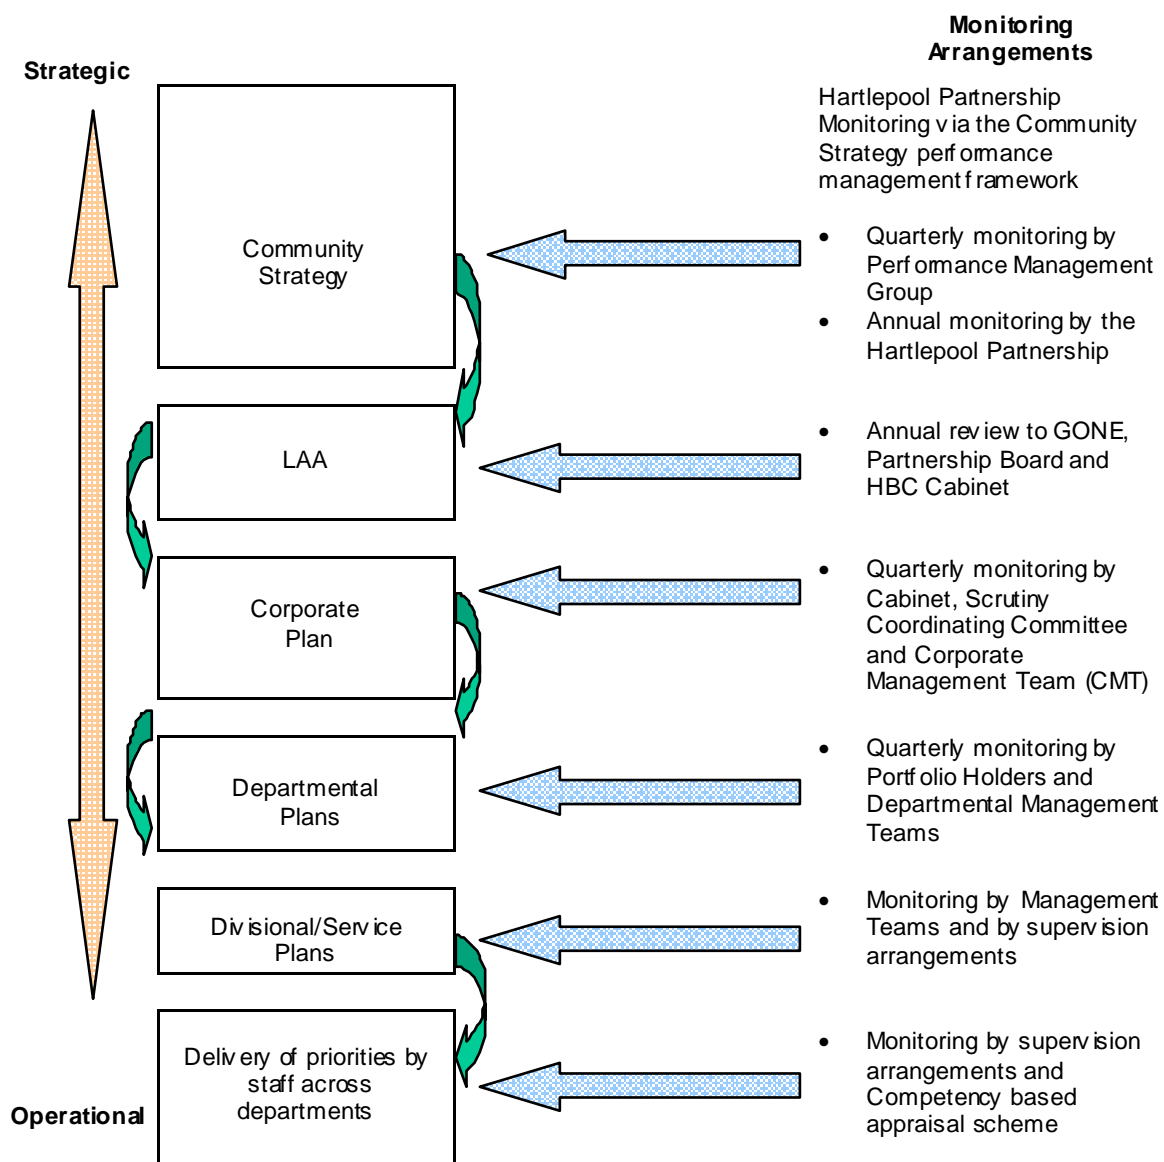 Monitoring
Arrangements
Strategic
Hartlepool Partnership
Monitoring via the Community
Strategy performance
management framework
Community
Strategy
• Quarterly monitoring by
Performance Management
Group
• Annual monitoring by the
Hartlepool Partnership
LAA
• Annual review to GONE,
Partnership Board and
HBC Cabinet
Corporate
Plan
• Quarterly monitoring by
Cabinet, Scrutiny
Coordinating Committee
and Corporate
Management Team (CMT)
Departmental
Plans
• Quarterly monitoring by
Portfolio Holders and
Departmental Management
Teams
Divisional/Service
Plans
• Monitoring by Management
Teams and by supervision
arrangements
Delivery of priorities by
staff across
departments
Operational
• Monitoring by supervision
arrangements and
Competency based
appraisal scheme